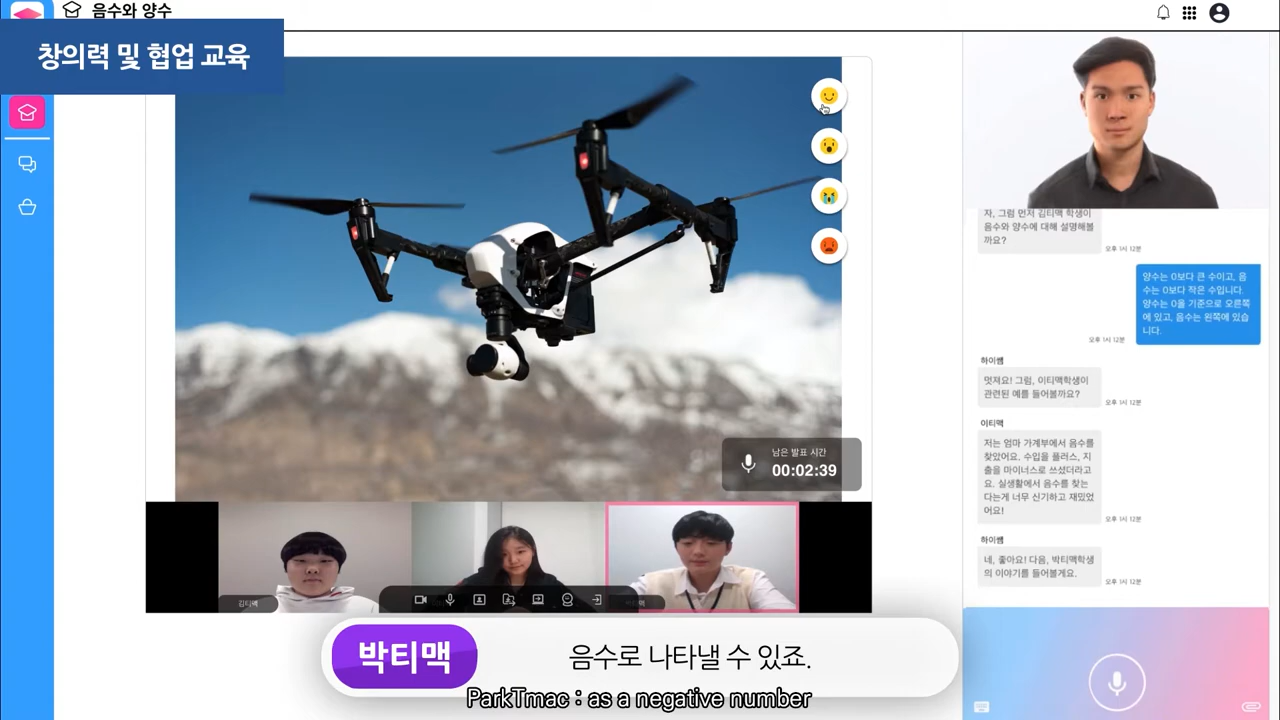 음수와 양수
창의력 및 협업 교육
남은 발표 시간
00:02:39
김티맥
박티맥
음수로 나타낼 수 있죠.
ParkTmac : as a negative number
자, 그럼 먼저 김티맥 학생이
음수와 양수에 대해 설명해볼
까요?
오후 1시 12분
양수는 0보다 큰 수이고, 음
수는 0보다 작은 수입니다.
양수는 0을 기준으로 오른쪽
에 있고, 음수는 왼쪽에 있습
니다.
오후 1시 12분
하이쌤
멋져요! 그럼, 이티맥학생이
관련된 예를 들어볼까요?
오후 1시 12분
이티맥
저는 엄마 가계부에서 음수를
찾았어요. 수입을 플러스, 지
출을 마이너스로 쓰셨더라고
요. 실생활에서 음수를 찾는
다는게 너무 신기하고 재밌었
어요!
오후 1시 12분
하이쌤
네, 좋아요! 다음, 박티맥학생
의 이야기를 들어볼게요.
오후 1시 12분